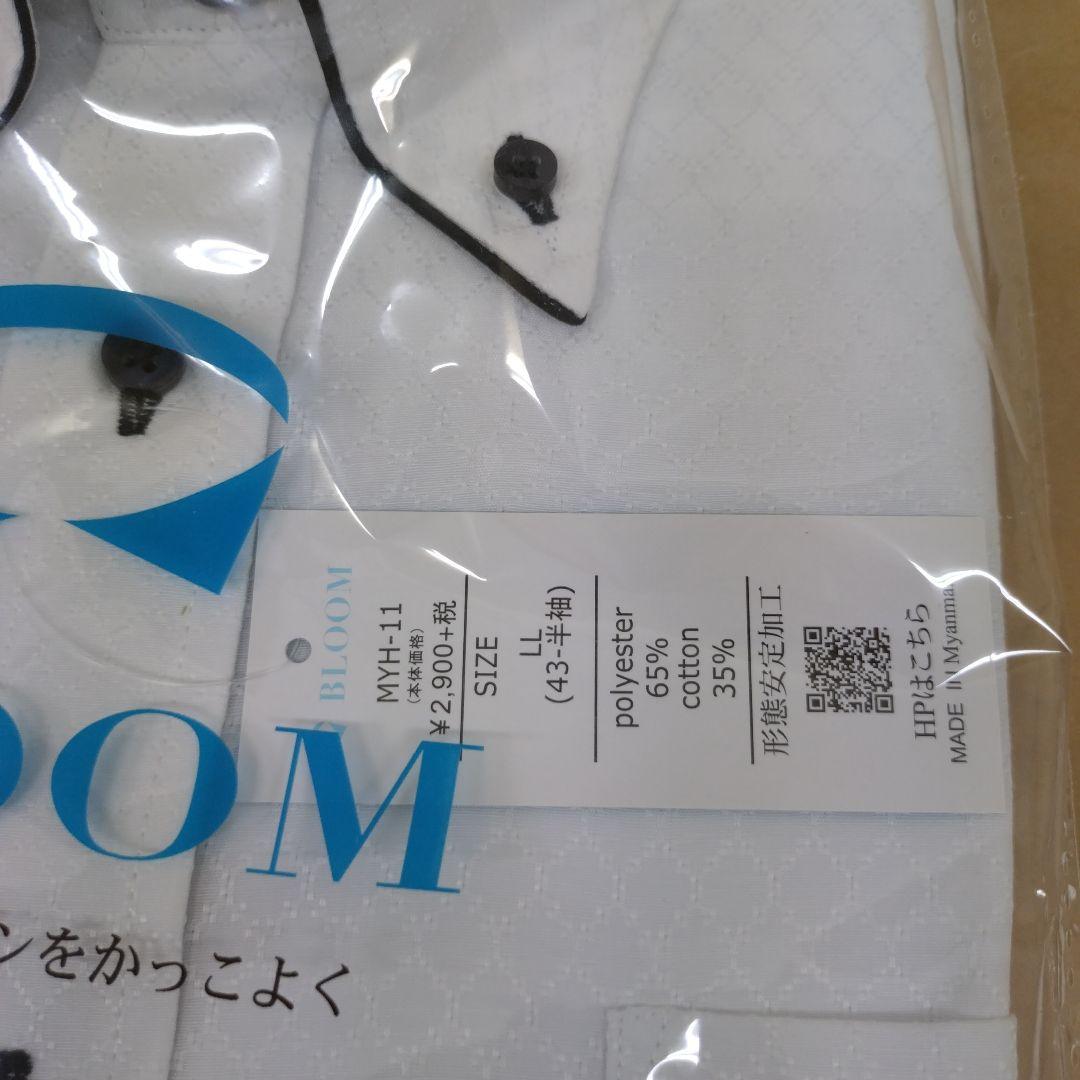 BLOOM
MYH-11
(本体価格)
¥2,900+税
SIZE
LL
(43-半袖)
polyester
65%
cotton
35%
形態安定加工
HPはこちら
MADE IN Myanmar
OOM
ンをかっこよく